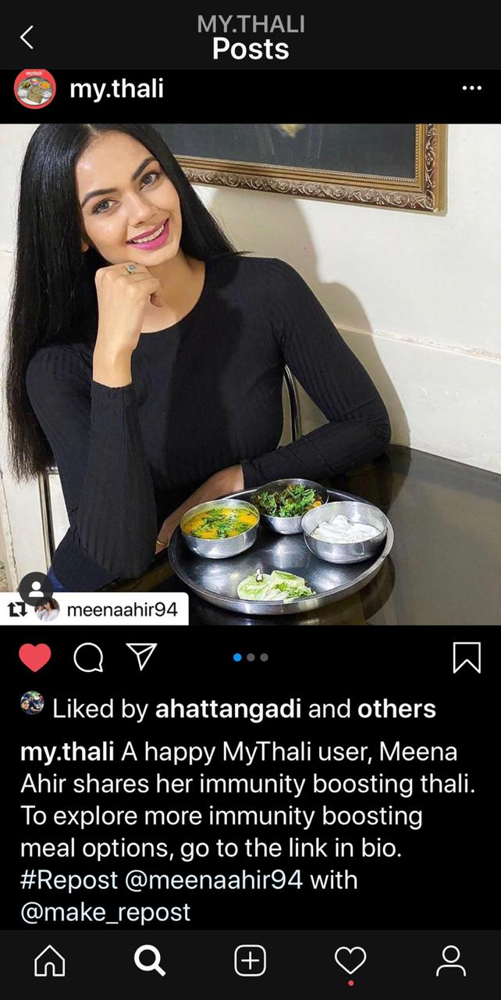 MY.THALI
Posts
mythali
my.thali
meenaahir94
Liked by ahattangadi and others
my.thali A happy MyThali user, Meena
Ahir shares her immunity boosting thali.
To explore more immunity boosting
meal options, go to the link in bio.
#Repost @meenaahir94 with
@make_repost